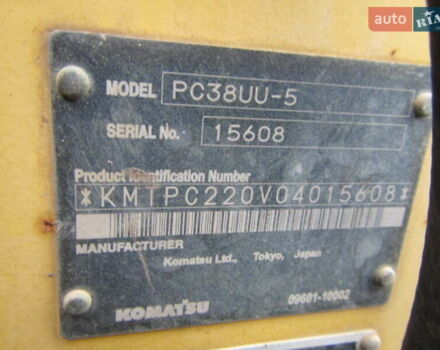 auto RIA
MODEL PC38UU-5
SERIAL No. 15608
Product Identification Number
*KMTPC220V04015608*
MANUFACTURER
Komatsu Ltd., Tokyo, Japan
KOMATSU 09601-10002